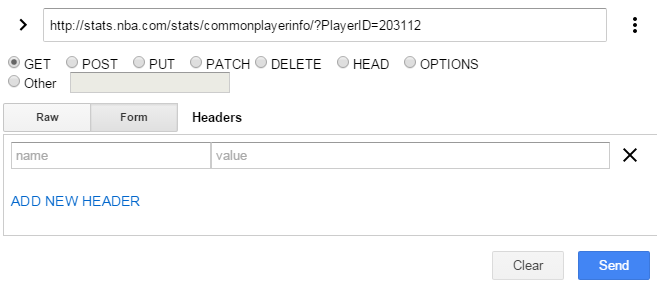 http://stats.nba.com/stats/commonplayerinfo/?PlayerID=203112
GET POST PUT PATCH DELETE HEAD OPTIONS
Other
Raw Form Headers
name value
ADD NEW HEADER
Clear Send